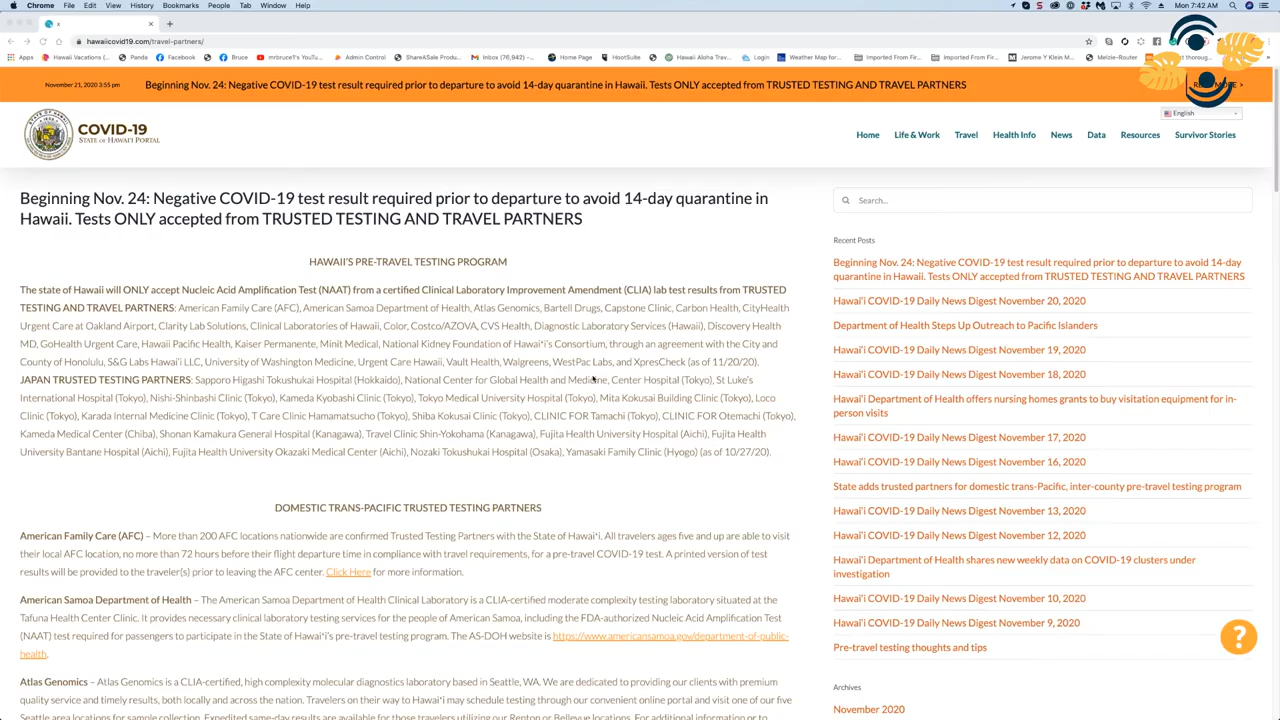 Chrome File Edit View History Bookmarks People Tab Window Help Mon 7:42 AM
x
hawaiicovid19.com/travel-partners/
Apps Hawaii Vacations (... Panda Facebook Bruce mrbruce's YouTu... Admin Control ShareASale Produ... Inbox (76,942) - ... Home Page HootSuite Hawaii Aloha Trav... Login Weather Map for... Imported From Fir... Imported From Fir... Jerome Y Klein M... Melzie-Router
November 21, 2020 3:55 pm
Beginning Nov. 24: Negative COVID-19 test result required prior to departure to avoid 14-day quarantine in Hawaii. Tests ONLY accepted from TRUSTED TESTING AND TRAVEL PARTNERS
English
COVID-19
STATE OF HAWAI'I PORTAL
Home Life & Work Travel Health Info News Data Resources Survivor Stories
Beginning Nov. 24: Negative COVID-19 test result required prior to departure to avoid 14-day quarantine in
Hawaii. Tests ONLY accepted from TRUSTED TESTING AND TRAVEL PARTNERS
HAWAII'S PRE-TRAVEL TESTING PROGRAM
The state of Hawaii will ONLY accept Nucleic Acid Amplification Test (NAAT) from a certified Clinical Laboratory Improvement Amendment (CLIA) lab test results from TRUSTED
TESTING AND TRAVEL PARTNERS: American Family Care (AFC), American Samoa Department of Health, Atlas Genomics, Bartell Drugs, Capstone Clinic, Carbon Health, CityHealth
Urgent Care at Oakland Airport, Clarity Lab Solutions, Clinical Laboratories of Hawaii, Color, Costco/AZOVA, CVS Health, Diagnostic Laboratory Services (Hawaii), Discovery Health
MD, GoHealth Urgent Care, Hawaii Pacific Health, Kaiser Permanente, Minit Medical, National Kidney Foundation of Hawaiʻi's Consortium, through an agreement with the City and
County of Honolulu, S&G Labs Hawaiʻi LLC, University of Washington Medicine, Urgent Care Hawaii, Vault Health, Walgreens, WestPac Labs, and XpresCheck (as of 11/20/20).
JAPAN TRUSTED TESTING PARTNERS: Sapporo Higashi Tokushukai Hospital (Hokkaido), National Center for Global Health and Medicine, Center Hospital (Tokyo), St Luke's
International Hospital (Tokyo), Nishi-Shinbashi Clinic (Tokyo), Kameda Kyobashi Clinic (Tokyo), Tokyo Medical University Hospital (Tokyo), Mita Kokusai Building Clinic (Tokyo), Loco
Clinic (Tokyo), Karada Internal Medicine Clinic (Tokyo), T Care Clinic Hamamatsucho (Tokyo), Shiba Kokusai Clinic (Tokyo), CLINIC FOR Tamachi (Tokyo), CLINIC FOR Otemachi (Tokyo),
Kameda Medical Center (Chiba), Shonan Kamakura General Hospital (Kanagawa), Travel Clinic Shin-Yokohama (Kanagawa), Fujita Health University Hospital (Aichi), Fujita Health
University Bantane Hospital (Aichi), Fujita Health University Okazaki Medical Center (Aichi), Nozaki Tokushukai Hospital (Osaka), Yamasaki Family Clinic (Hyogo) (as of 10/27/20).
DOMESTIC TRANS-PACIFIC TRUSTED TESTING PARTNERS
American Family Care (AFC) – More than 200 AFC locations nationwide are confirmed Trusted Testing Partners with the State of Hawaiʻi. All travelers ages five and up are able to visit
their local AFC location, no more than 72 hours before their flight departure time in compliance with travel requirements, for a pre-travel COVID-19 test. A printed version of test
results will be provided to the traveler(s) prior to leaving the AFC center. Click Here for more information.
American Samoa Department of Health – The American Samoa Department of Health Clinical Laboratory is a CLIA-certified moderate complexity testing laboratory situated at the
Tafuna Health Center Clinic. It provides necessary clinical laboratory testing services for the people of American Samoa, including the FDA-authorized Nucleic Acid Amplification Test
(NAAT) test required for passengers to participate in the State of Hawaiʻi's pre-travel testing program. The AS-DOH website is https://www.americansamoa.gov/department-of-public-
health.
Atlas Genomics – Atlas Genomics is a CLIA-certified, high complexity molecular diagnostics laboratory based in Seattle, WA. We are dedicated to providing our clients with premium
quality service and timely results, both locally and across the nation. Travelers on their way to Hawaiʻi may schedule testing through our convenient online portal and visit one of our five
Seattle area locations for sample collection. Expedited same-day results are available for those travelers utilizing our Renton or Bellevue locations. For additional information or to
Search...
Recent Posts
Beginning Nov. 24: Negative COVID-19 test result required prior to departure to avoid 14-day
quarantine in Hawaii. Tests ONLY accepted from TRUSTED TESTING AND TRAVEL PARTNERS
Hawaiʻi COVID-19 Daily News Digest November 20, 2020
Department of Health Steps Up Outreach to Pacific Islanders
Hawaiʻi COVID-19 Daily News Digest November 19, 2020
Hawaiʻi COVID-19 Daily News Digest November 18, 2020
Hawaiʻi Department of Health offers nursing homes grants to buy visitation equipment for in-
person visits
Hawaiʻi COVID-19 Daily News Digest November 17, 2020
Hawaiʻi COVID-19 Daily News Digest November 16, 2020
State adds trusted partners for domestic trans-Pacific, inter-county pre-travel testing program
Hawaiʻi COVID-19 Daily News Digest November 13, 2020
Hawaiʻi COVID-19 Daily News Digest November 12, 2020
Hawaiʻi Department of Health shares new weekly data on COVID-19 clusters under
investigation
Hawaiʻi COVID-19 Daily News Digest November 10, 2020
Hawaiʻi COVID-19 Daily News Digest November 9, 2020
Pre-travel testing thoughts and tips
Archives
November 2020
?